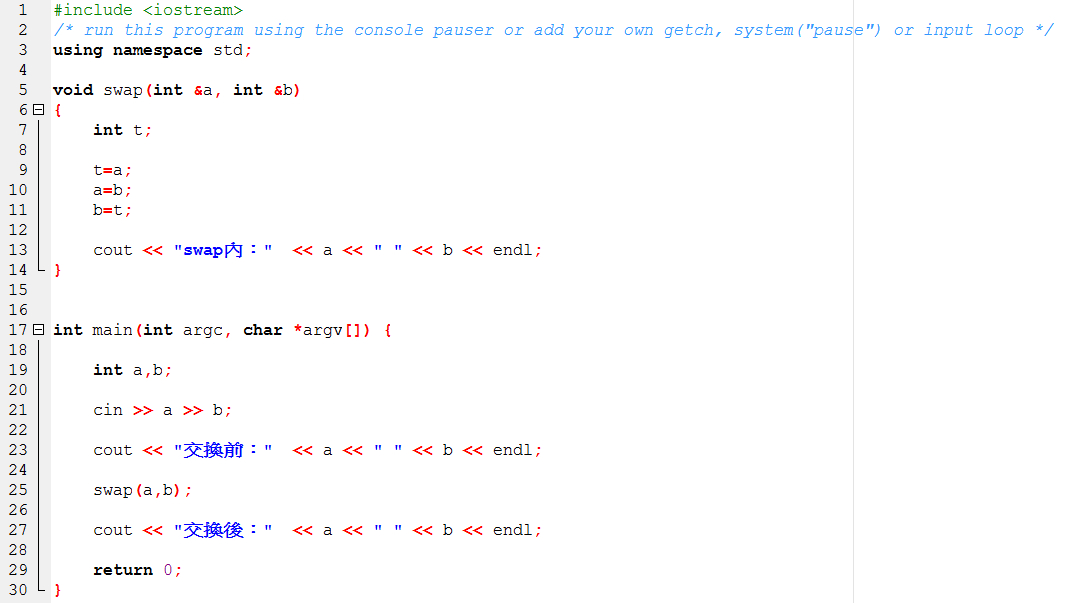 1 #include <iostream>
2 /* run this program using the console pauser or add your own getch, system("pause") or input loop */
3 using namespace std;
4
5 void swap(int &a, int &b)
6 {
7 int t;
8
9 t=a;
10 a=b;
11 b=t;
12
13 cout << "swap內：" << a << " " << b << endl;
14 }
15
16
17 int main(int argc, char *argv[]) {
18
19 int a,b;
20
21 cin >> a >> b;
22
23 cout << "交換前：" << a << " " << b << endl;
24
25 swap(a,b);
26
27 cout << "交換後：" << a << " " << b << endl;
28
29 return 0;
30 }